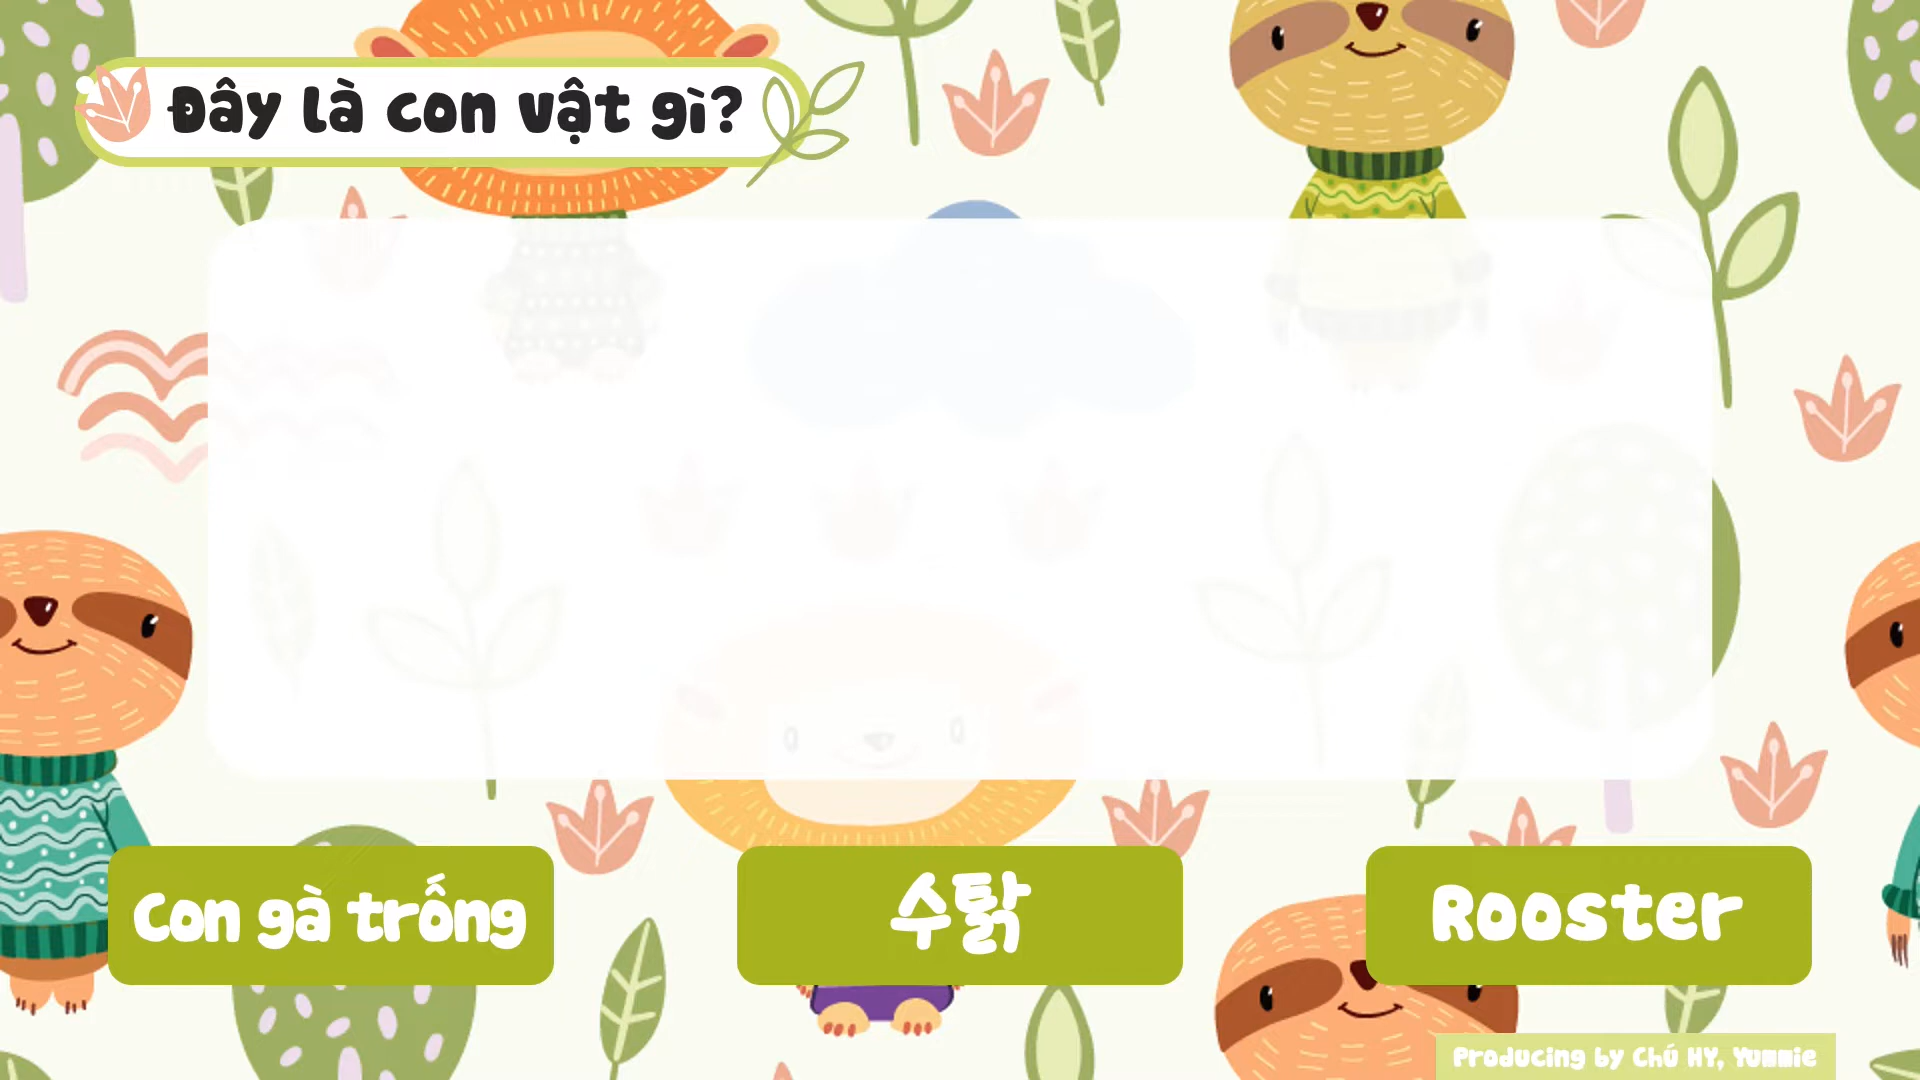 Đây là con vật gì?
Con gà trống
수탉
Rooster
Producing by Chú HY, Yummie